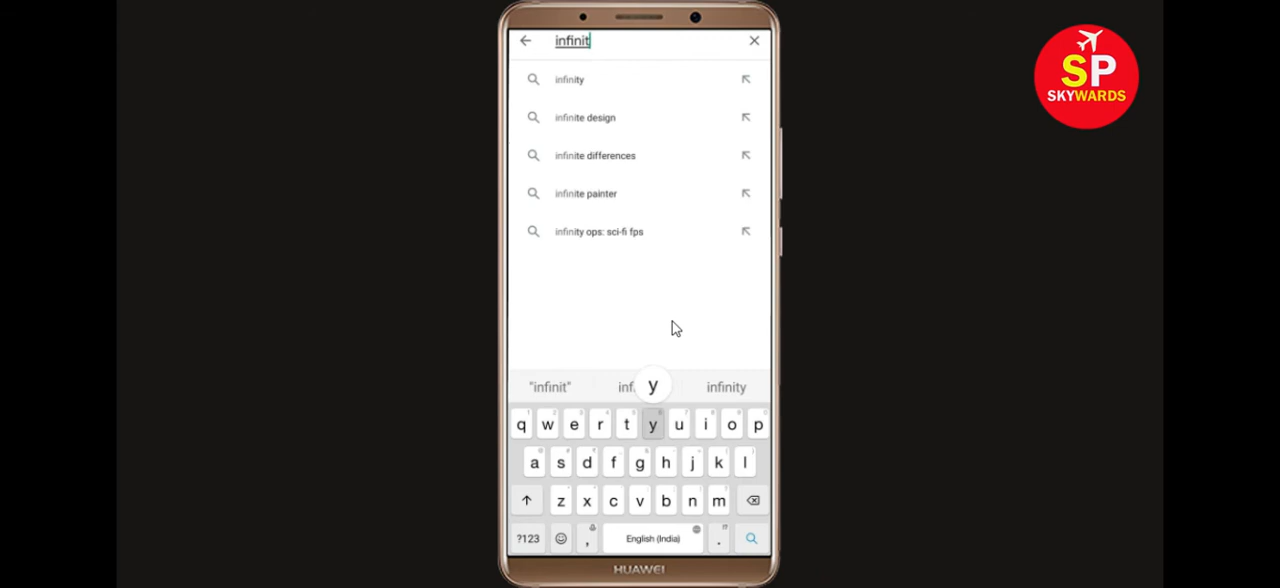 infinit
SP
SKYWARDS
infinity
infinite design
infinite differences
infinite painter
infinity ops: sci-fi fps
"infinit" inf y infinity
q w e r t y u i o p
a s d f g h j k l
z x c v b n m
?123 , English (India) .
HUAWEI